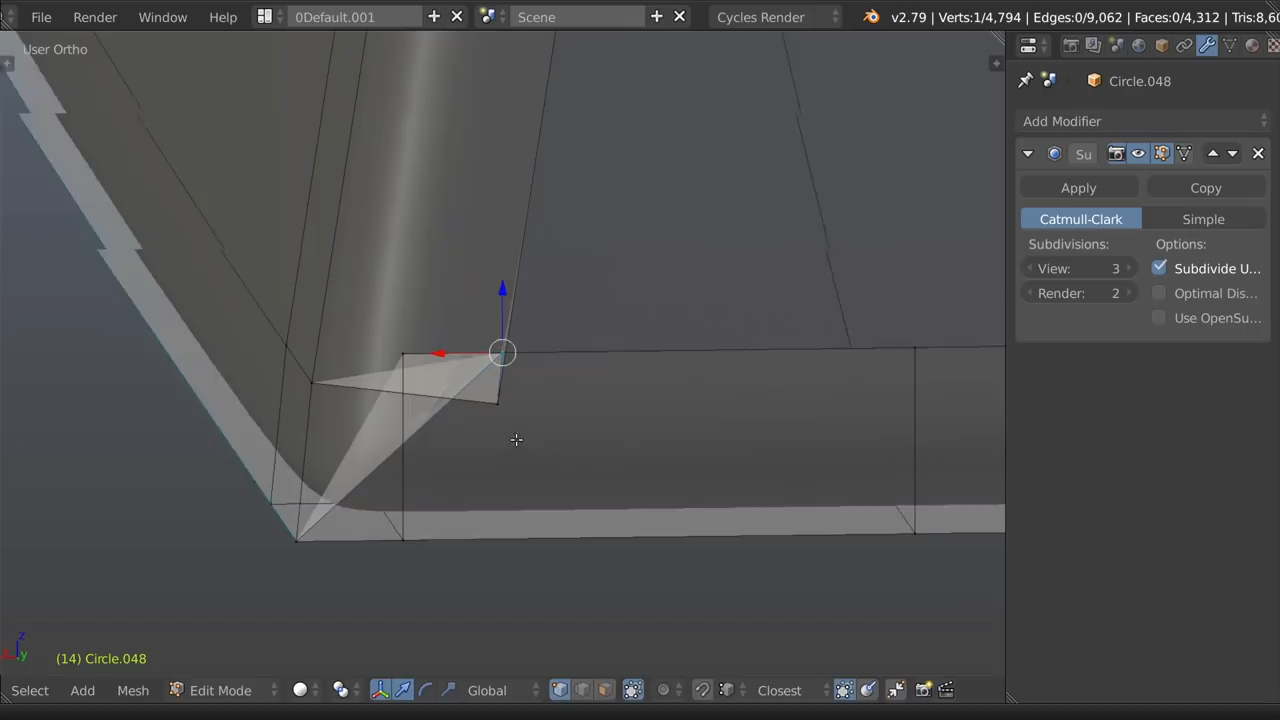 File Render Window Help 0Default.001 Scene Cycles Render v2.79 | Verts:1/4,794 | Edges:0/9,062 | Faces:0/4,312 | Tris:8,6
User Ortho
Circle.048
Add Modifier
Su
Apply Copy
Catmull-Clark Simple
Subdivisions: Options:
View: 3 Subdivide U...
Render: 2 Optimal Dis...
Use OpenSu...
z
y
(14) Circle.048
Select Add Mesh Edit Mode Global Closest